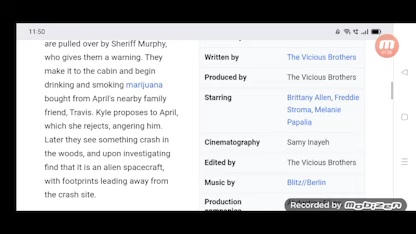 11:50
are pulled over by Sheriff Murphy,
who gives them a warning. They
make it to the cabin and begin
drinking and smoking marijuana
bought from April's nearby family
friend, Travis. Kyle proposes to April,
which she rejects, angering him.
Later they see something crash in
the woods, and upon investigating
find that it is an alien spacecraft,
with footprints leading away from
the crash site.
Written by The Vicious Brothers
Produced by The Vicious Brothers
Starring Brittany Allen, Freddie
Stroma, Melanie
Papalia
Cinematography Samy Inayeh
Edited by The Vicious Brothers
Music by Blitz//Berlin
Production
Recorded by Mobizen